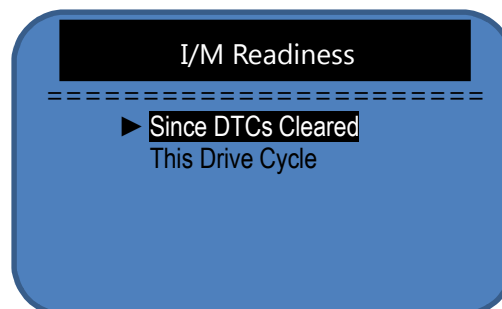 I/M Readiness
=======================
► Since DTCs Cleared
This Drive Cycle